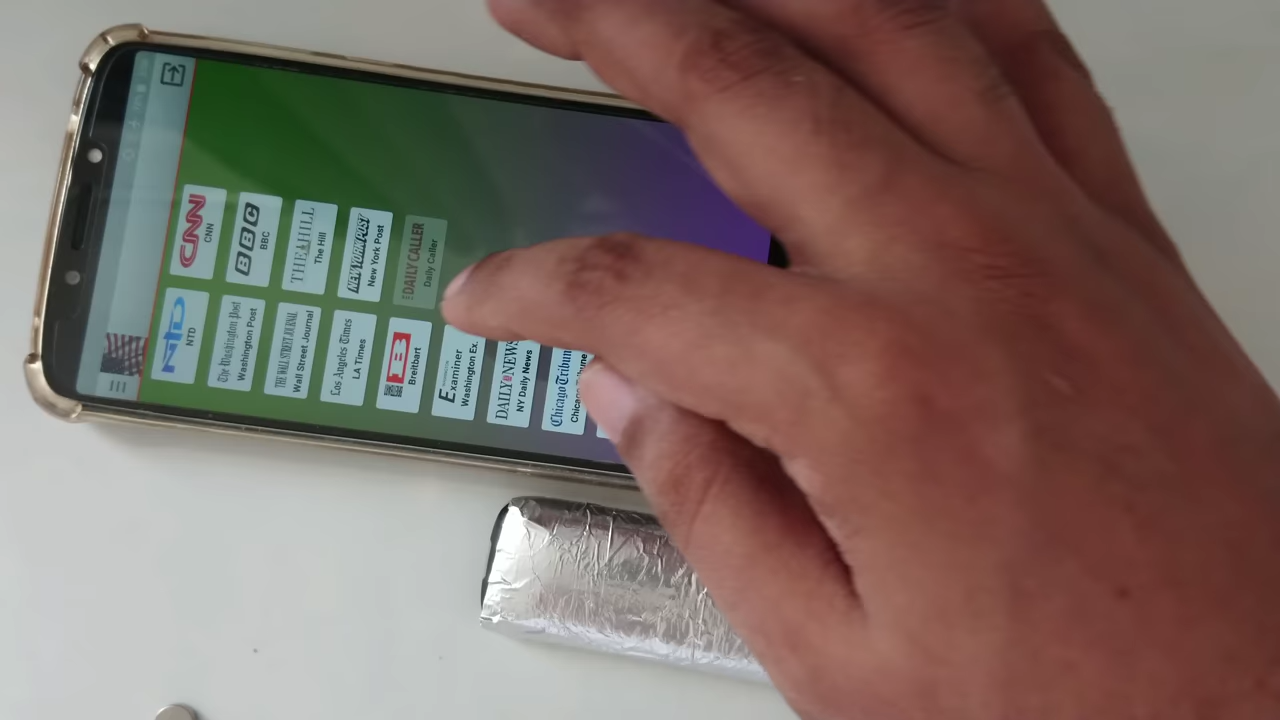 CNN
CNN
BBC
BBC
THE HILL
The Hill
NEW YORK POST
New York Post
DAILY CALLER
Daily Caller
NTD
NTD
The Washington Post
Washington Post
THE WALL STREET JOURNAL
Wall Street Journal
Los Angeles Times
LA Times
B
Breitbart
Examiner
Washington Ex.
DAILY NEWS
NY Daily News
Chicago Tribune